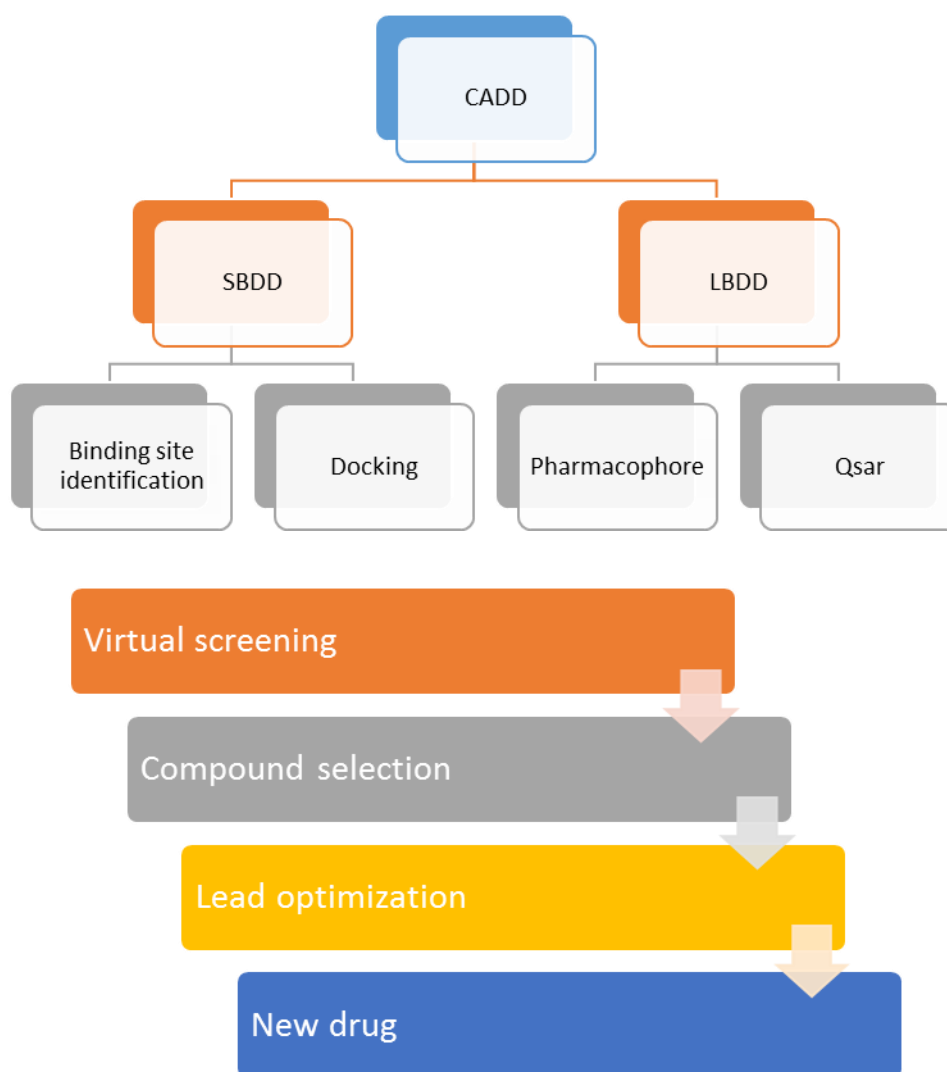 CADD
SBDD
LBDD
Binding site
identification
Docking
Pharmacophore
Qsar
Virtual screening
Compound selection
Lead optimization
New drug